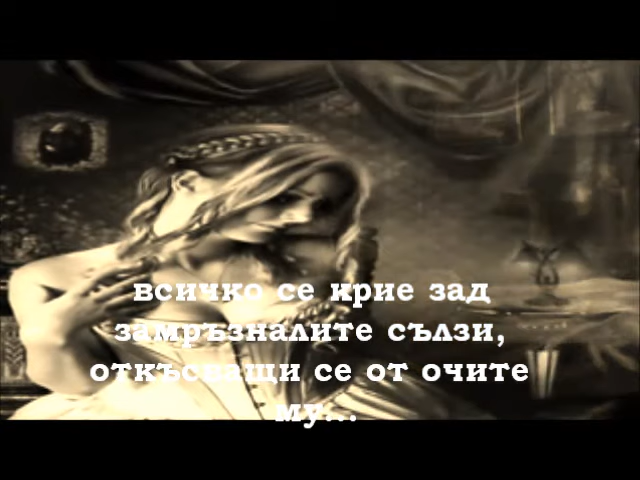 всичко се крие зад
замръзналите сълзи,
откъсващи се от очите
му...